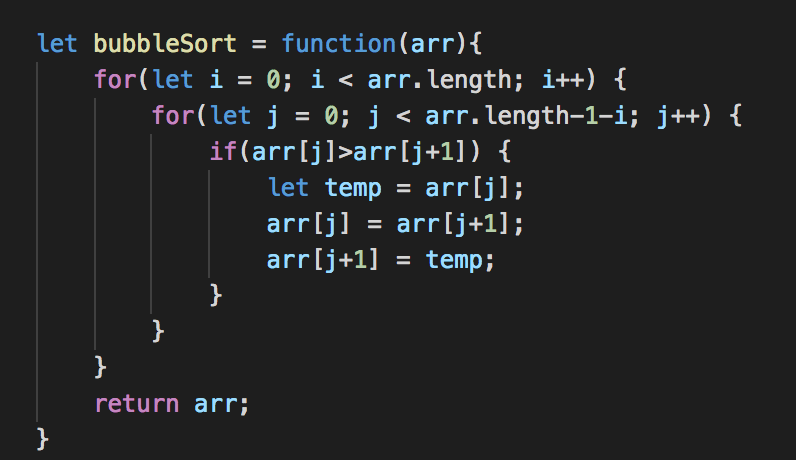 let bubbleSort = function(arr){
    for(let i = 0; i < arr.length; i++) {
        for(let j = 0; j < arr.length-1-i; j++) {
            if(arr[j]>arr[j+1]) {
                let temp = arr[j];
                arr[j] = arr[j+1];
                arr[j+1] = temp;
            }
        }
    }
    return arr;
}